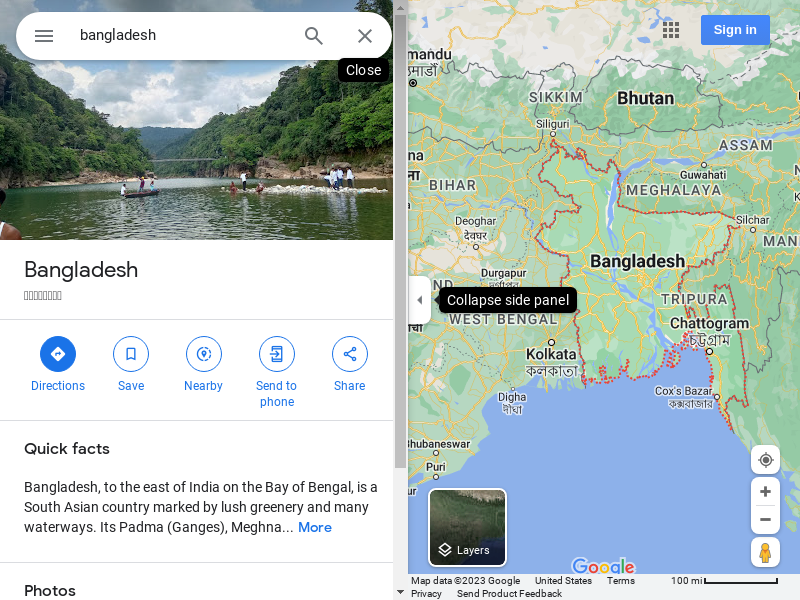 bangladesh
Close
Bangladesh
Directions
Save
Nearby
Send to
phone
Share
Quick facts
Bangladesh, to the east of India on the Bay of Bengal, is a
South Asian country marked by lush greenery and many
waterways. Its Padma (Ganges), Meghna... More
Photos
Sign in
mandu
SIKKIM
Bhutan
Siliguri
ASSAM
na
Guwahati
BIHAR
MEGHALAYA
Deoghar
देवघर
Silchar
MANI
Bangladesh
Durgapur
ND
Collapse side panel
TRIPURA
WEST BENGAL
Chattogram
চট্টগ্রাম
Kolkata
কলকাতা
Cox's Bazar
কক্সবাজার
Digha
দীঘা
Bhubaneswar
Puri
ur
Layers
Google
Map data ©2023 Google
United States
Terms
100 mi
Privacy
Send Product Feedback